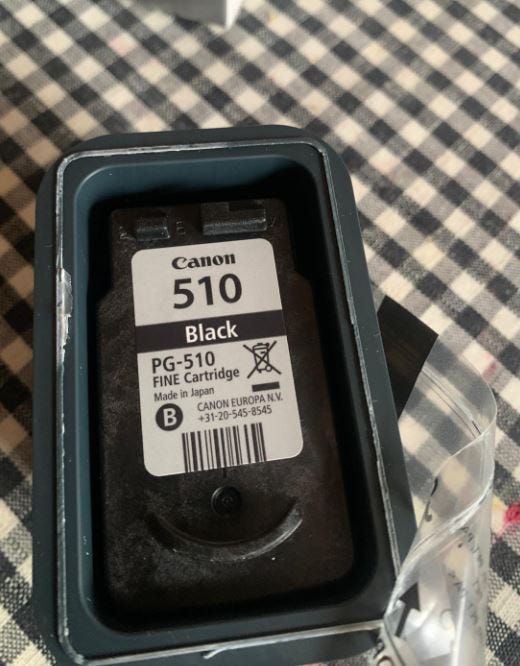 Canon
510
Black
PG-510
FINE Cartridge
Made in Japan
B
CANON EUROPA N.V.
+31-20-545-8545